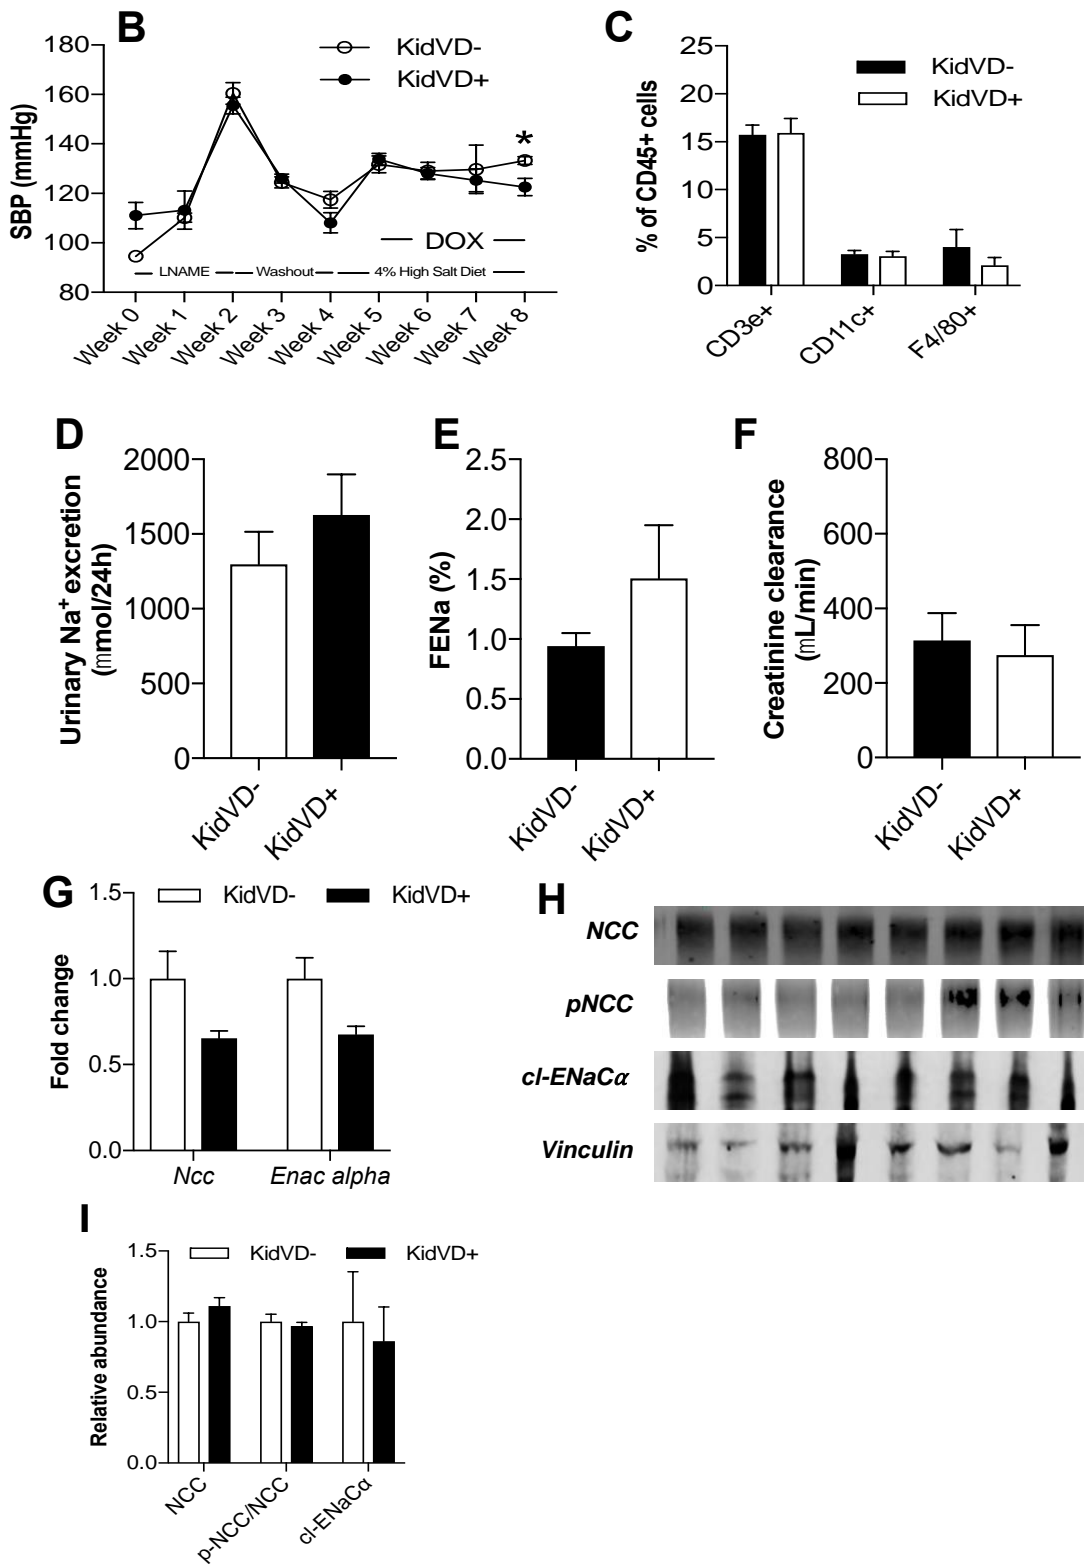 B
SBP (mmHg)
180
160
140
120
100
80
KidVD-
KidVD+
*
DOX
LNAME
Washout
4% High Salt Diet
Week 0
Week 1
Week 2
Week 3
Week 4
Week 5
Week 6
Week 7
Week 8
C
% of CD45+ cells
25
20
15
10
5
0
KidVD-
KidVD+
CD3e+
CD11c+
F4/80+
D
Urinary Na+ excretion
(mmol/24h)
2000
1500
1000
500
0
KidVD-
KidVD+
E
FENa (%)
2.5
2.0
1.5
1.0
0.5
0.0
KidVD-
KidVD+
F
Creatinine clearance
(mL/min)
800
600
400
200
0
KidVD-
KidVD+
G
Fold change
1.5
1.0
0.5
0.0
KidVD-
KidVD+
Ncc
Enac alpha
H
NCC
pNCC
cl-ENaCα
Vinculin
I
Relative abundance
1.5
1.0
0.5
0.0
KidVD-
KidVD+
NCC
p-NCC/NCC
cl-ENaCα